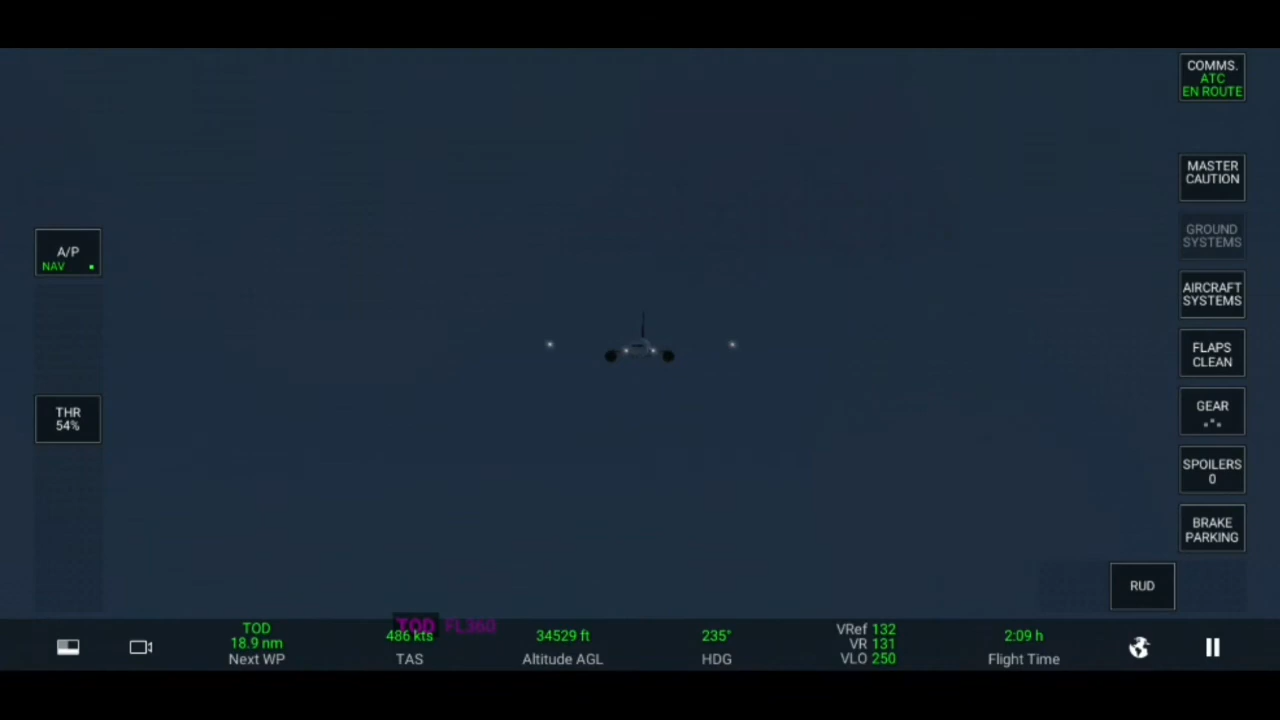 COMMS.
ATC
EN ROUTE
MASTER
CAUTION
GROUND
SYSTEMS
A/P
NAV
AIRCRAFT
SYSTEMS
FLAPS
CLEAN
THR
54%
GEAR
SPOILERS
0
BRAKE
PARKING
RUD
TOD FL360
TOD
18.9 nm
Next WP
486 kts
TAS
34529 ft
Altitude AGL
235°
HDG
VRef 132
VR 131
VLO 250
2:09 h
Flight Time